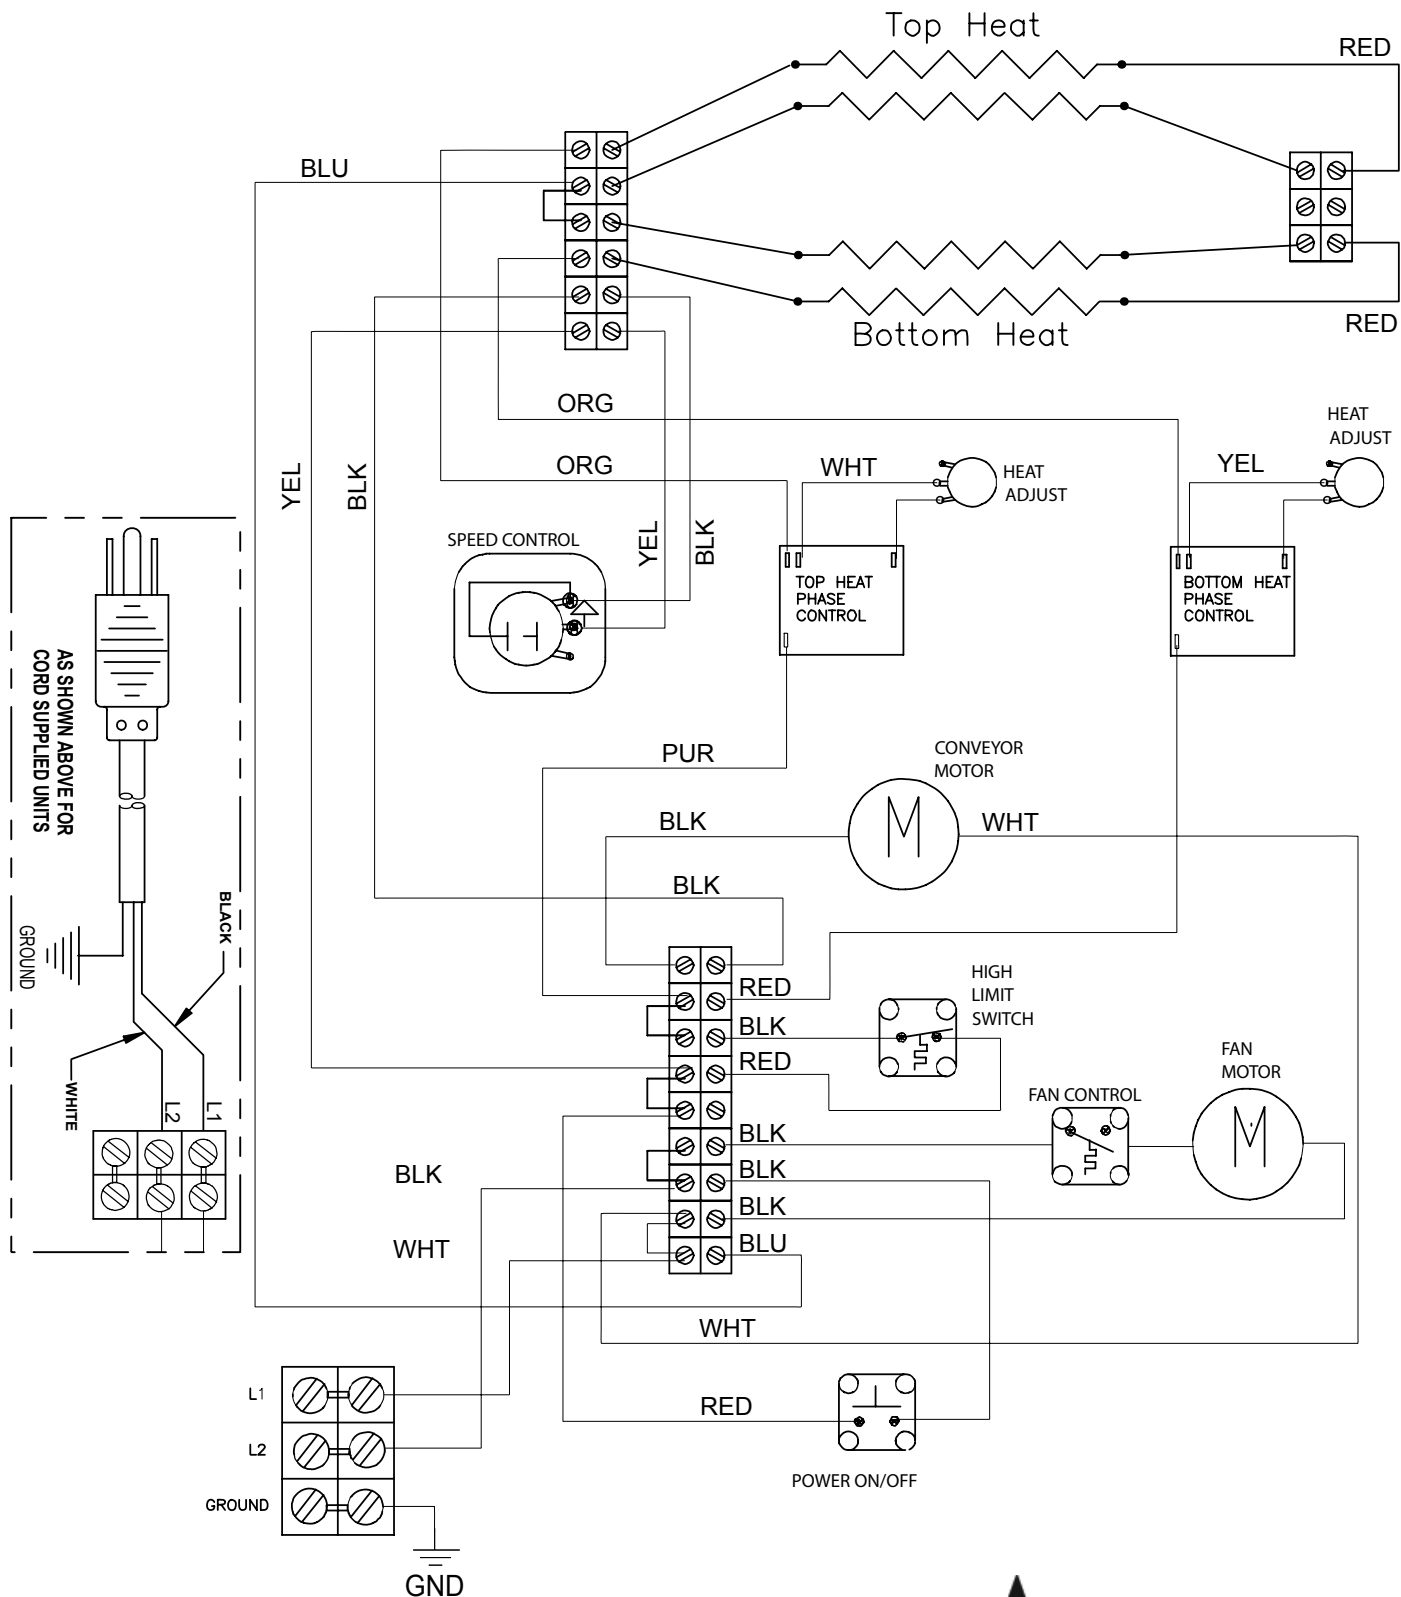 Top Heat
RED
BLU
Bottom Heat
RED
ORG
ORG
YEL
BLK
WHT
HEAT
ADJUST
YEL
HEAT
ADJUST
SPEED CONTROL
YEL
BLK
TOP HEAT
PHASE
CONTROL
BOTTOM HEAT
PHASE
CONTROL
AS SHOWN ABOVE FOR
CORD SUPPLIED UNITS
PUR
CONVEYOR
MOTOR
M
BLK
WHT
BLK
BLACK
GROUND
WHITE
L2
L1
RED
BLK
RED
HIGH
LIMIT
SWITCH
FAN
MOTOR
M
FAN CONTROL
BLK
BLK
BLK
BLU
BLK
WHT
WHT
L1
L2
GROUND
GND
RED
POWER ON/OFF